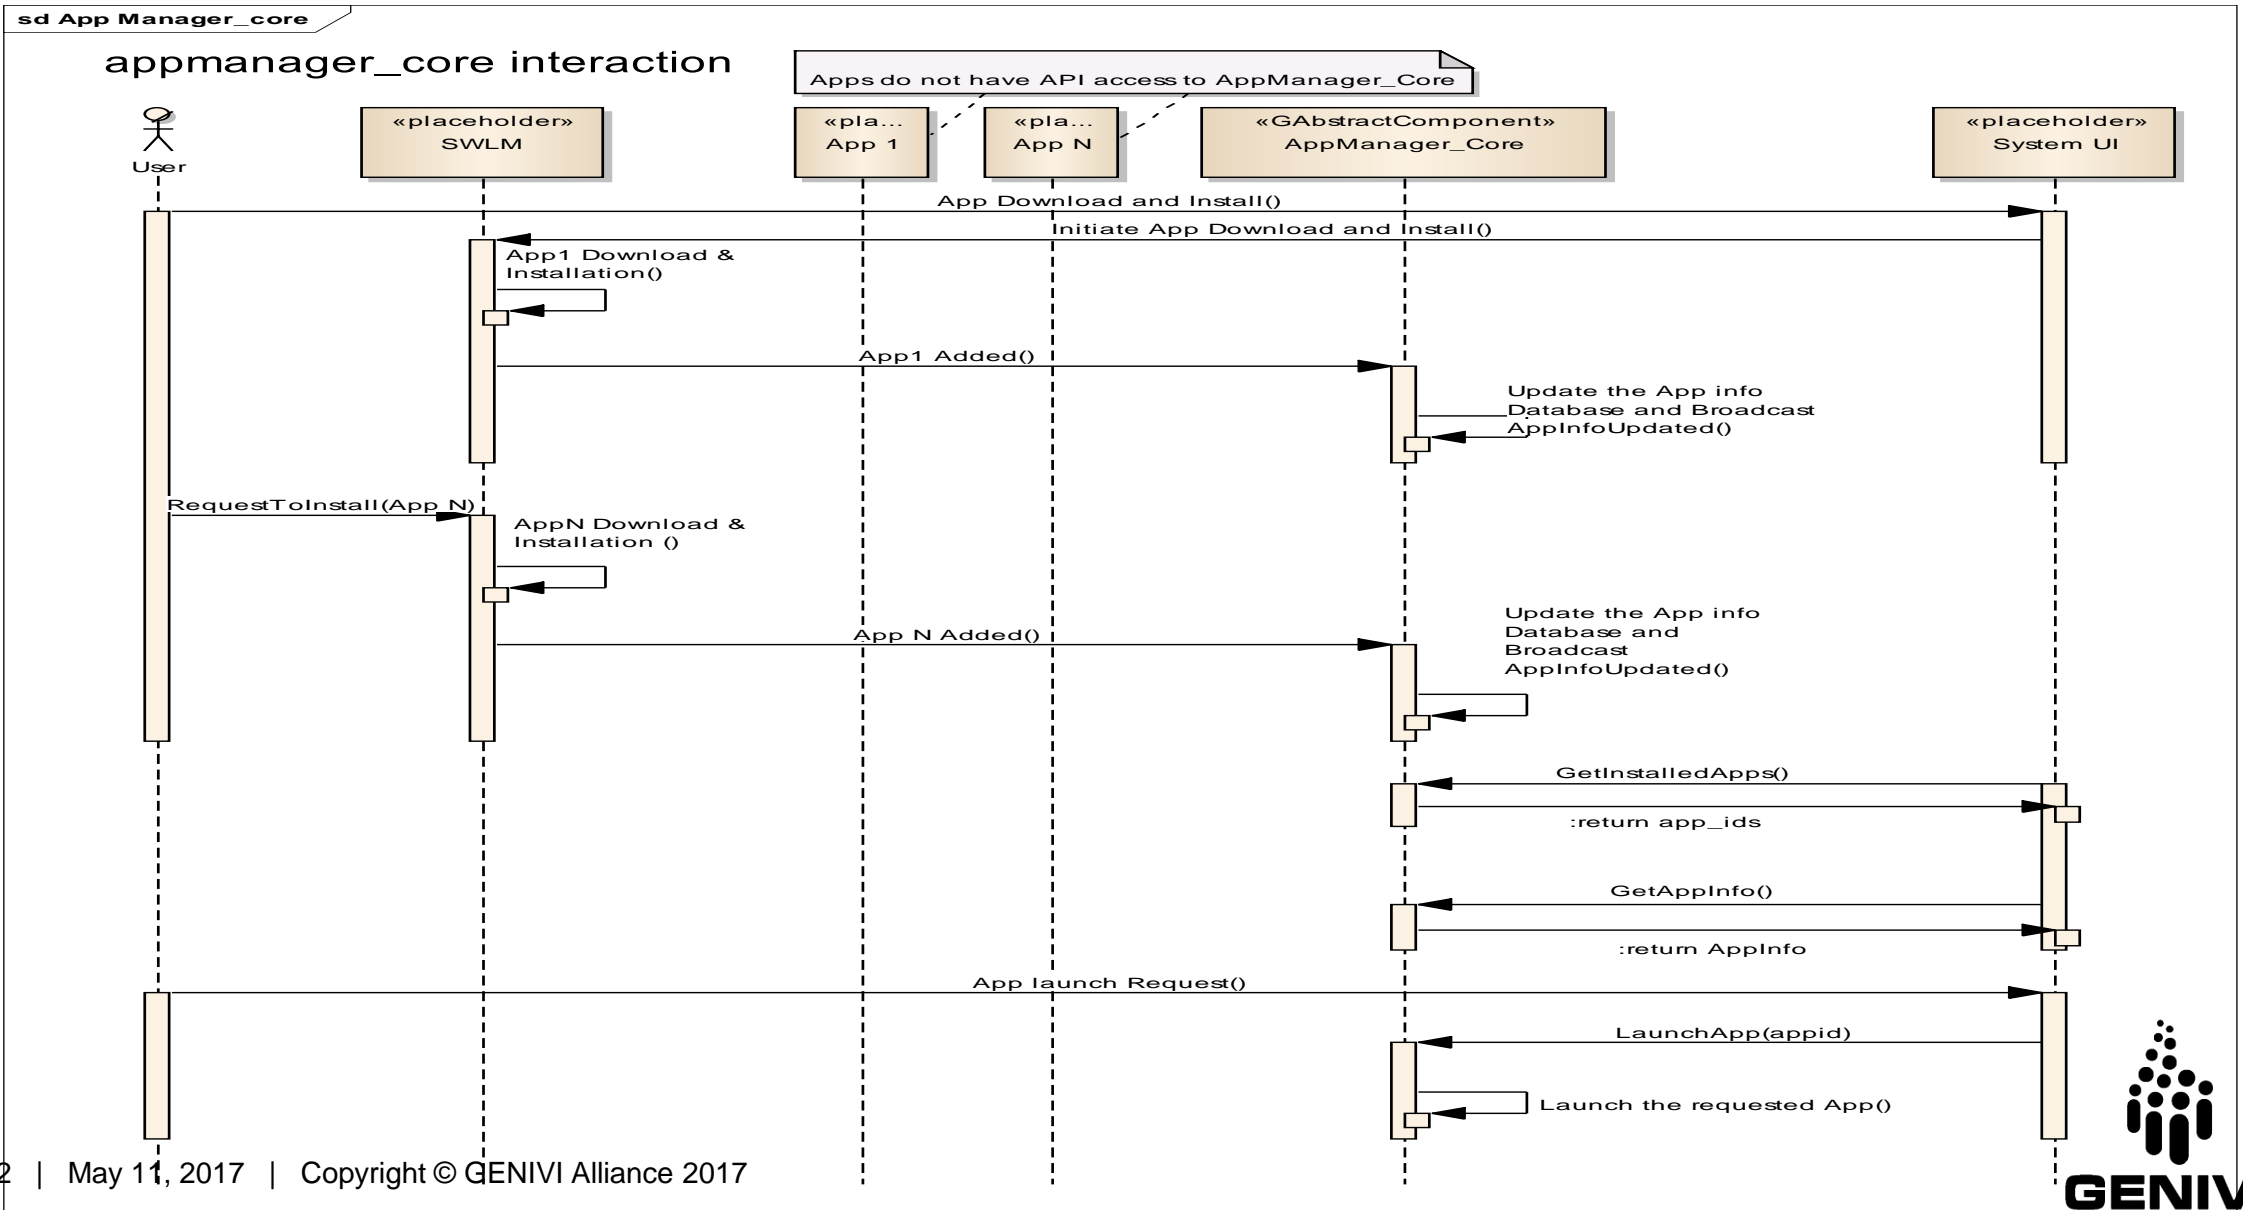 sd App Manager_core
appmanager_core interaction
Apps do not have API access to AppManager_Core
User
«placeholder»
SWLM
«pla...
App 1
«pla...
App N
«GAbstractComponent»
AppManager_Core
«placeholder»
System UI
App Download and Install()
Initiate App Download and Install()
App1 Download &
Installation()
App1 Added()
Update the App info
Database and Broadcast
AppInfoUpdated()
RequestToInstall(App N)
AppN Download &
Installation ()
App N Added()
Update the App info
Database and
Broadcast
AppInfoUpdated()
GetInstalledApps()
:return app_ids
GetAppInfo()
:return AppInfo
App launch Request()
LaunchApp(appid)
Launch the requested App()
2 | May 11, 2017 | Copyright © GENIVI Alliance 2017
GENIV